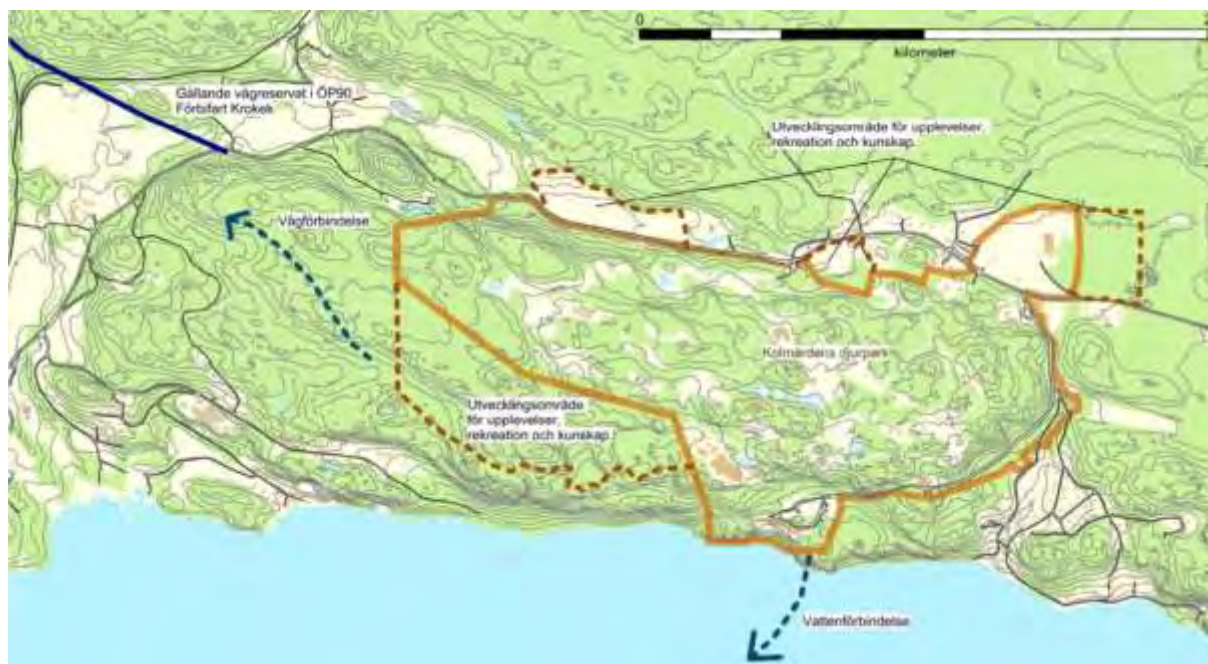 0
kilometer
Gällande vägreservat i ÖP90
Förbifart Krokek
Utvecklingsområde för upplevelser,
rekreation och kunskap.
Vägförbindelse
Kolmårdens djurpark
Utvecklingsområde
för upplevelser,
rekreation och kunskap.
Vattenförbindelse